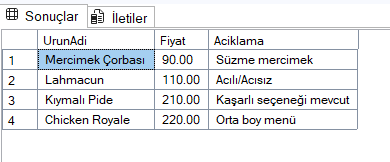 Sonuçlar İletiler
UrunAdi Fiyat Aciklama
1 Mercimek Çorbası 90.00 Süzme mercimek
2 Lahmacun 110.00 Acılı/Acısız
3 Kıymalı Pide 210.00 Kaşarlı seçeneği mevcut
4 Chicken Royale 220.00 Orta boy menü